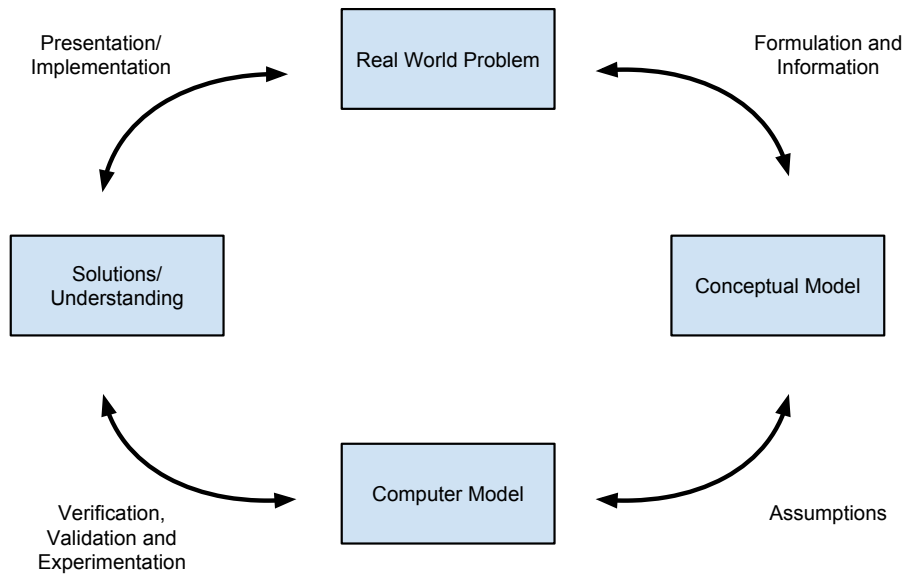 Presentation/
Implementation
Real World Problem
Formulation and
Information
Solutions/
Understanding
Conceptual Model
Computer Model
Verification,
Validation and
Experimentation
Assumptions